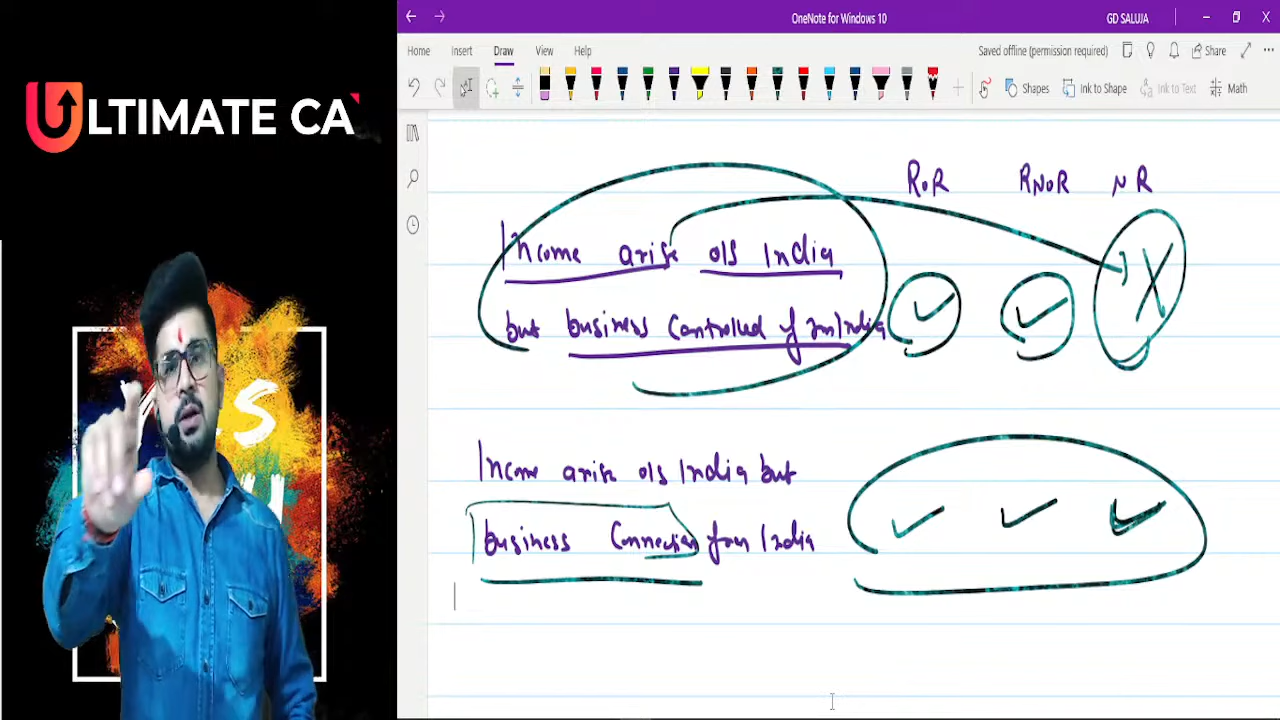 OneNote for Windows 10
GD SALUJA
Home Insert Draw View Help
Saved offline (permission required)
Share
Shapes Ink to Shape Ink to Text Math
ULTIMATE CA
ROR RNOR NR
Income arise o/s India
but business Controlled from India
Income arise o/s India but
business Connection from India